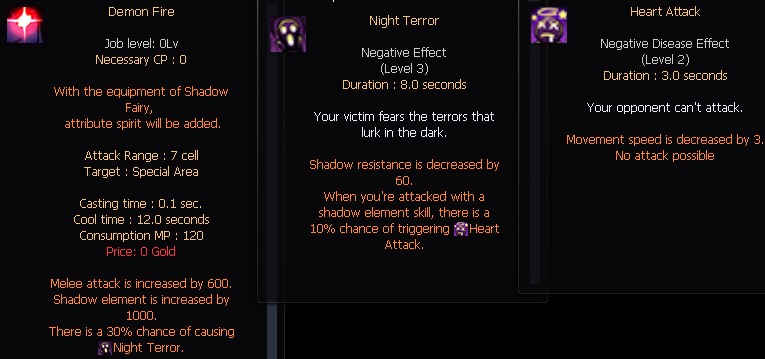 Demon Fire
Job level: 0Lv
Necessary CP : 0
With the equipment of Shadow
Fairy,
attribute spirit will be added.
Attack Range : 7 cell
Target : Special Area
Casting time : 0.1 sec.
Cool time : 12.0 seconds
Consumption MP : 120
Price: 0 Gold
Melee attack is increased by 600.
Shadow element is increased by
1000.
There is a 30% chance of causing
Night Terror.
Night Terror
Negative Effect
(Level 3)
Duration : 8.0 seconds
Your victim fears the terrors that
lurk in the dark.
Shadow resistance is decreased by
60.
When you're attacked with a
shadow element skill, there is a
10% chance of triggering Heart
Attack.
Heart Attack
Negative Disease Effect
(Level 2)
Duration : 3.0 seconds
Your opponent can't attack.
Movement speed is decreased by 3.
No attack possible